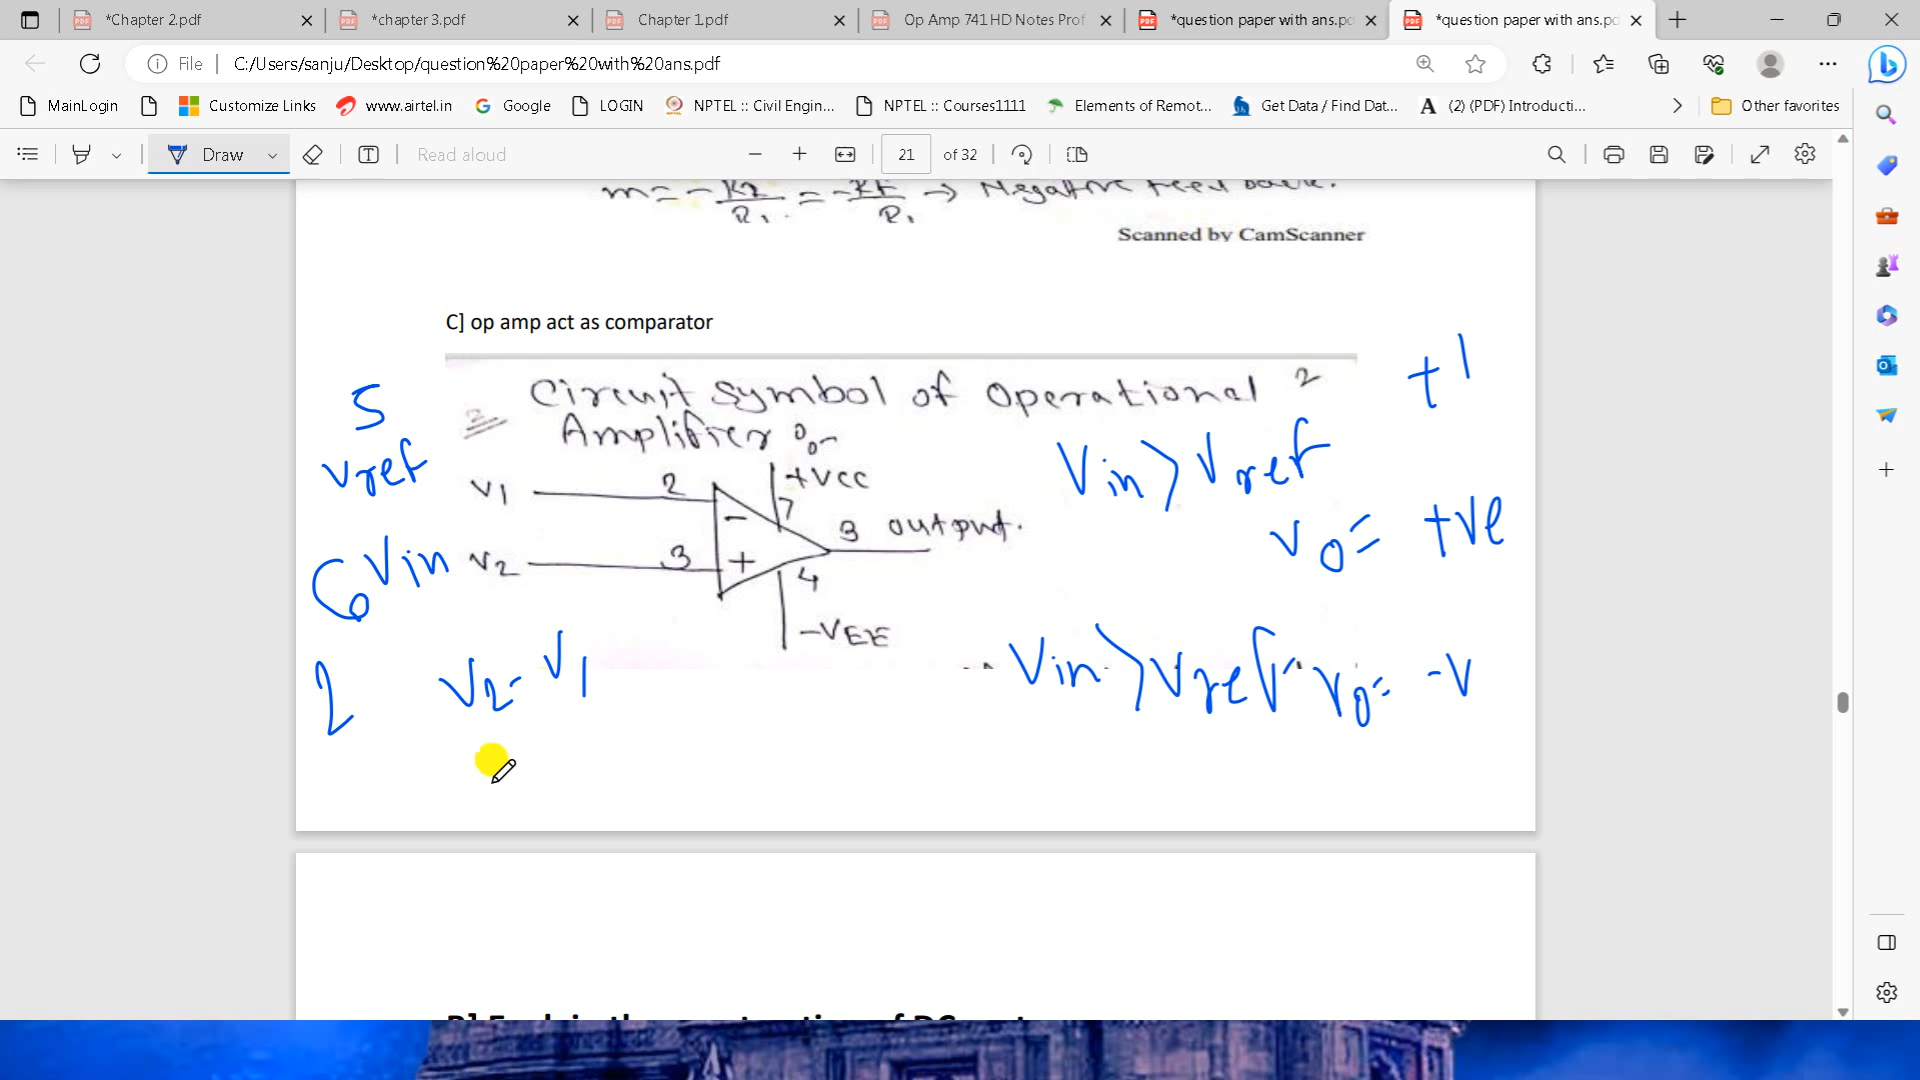 *Chapter 2.pdf
*chapter 3.pdf
Chapter 1.pdf
Op Amp 741 HD Notes Prof
*question paper with ans.pd
*question paper with ans.pd
File
C:/Users/sanju/Desktop/question%20paper%20with%20ans.pdf
MainLogin
Customize Links
www.airtel.in
Google
LOGIN
NPTEL :: Civil Engin...
NPTEL :: Courses1111
Elements of Remot...
Get Data / Find Dat...
A (2) (PDF) Introducti...
Other favorites
Draw
Read aloud
21 of 32
Scanned by CamScanner
C] op amp act as comparator
Circuit Symbol of Operational 2
Amplifier
5
Vref
+1
Vin > Vref
V0 = +ve
V1 2 +VCC
7
3 output.
6 Vin V2 3
4
-VEE
2 V2 = V1
Vin > Vref V0 = -V